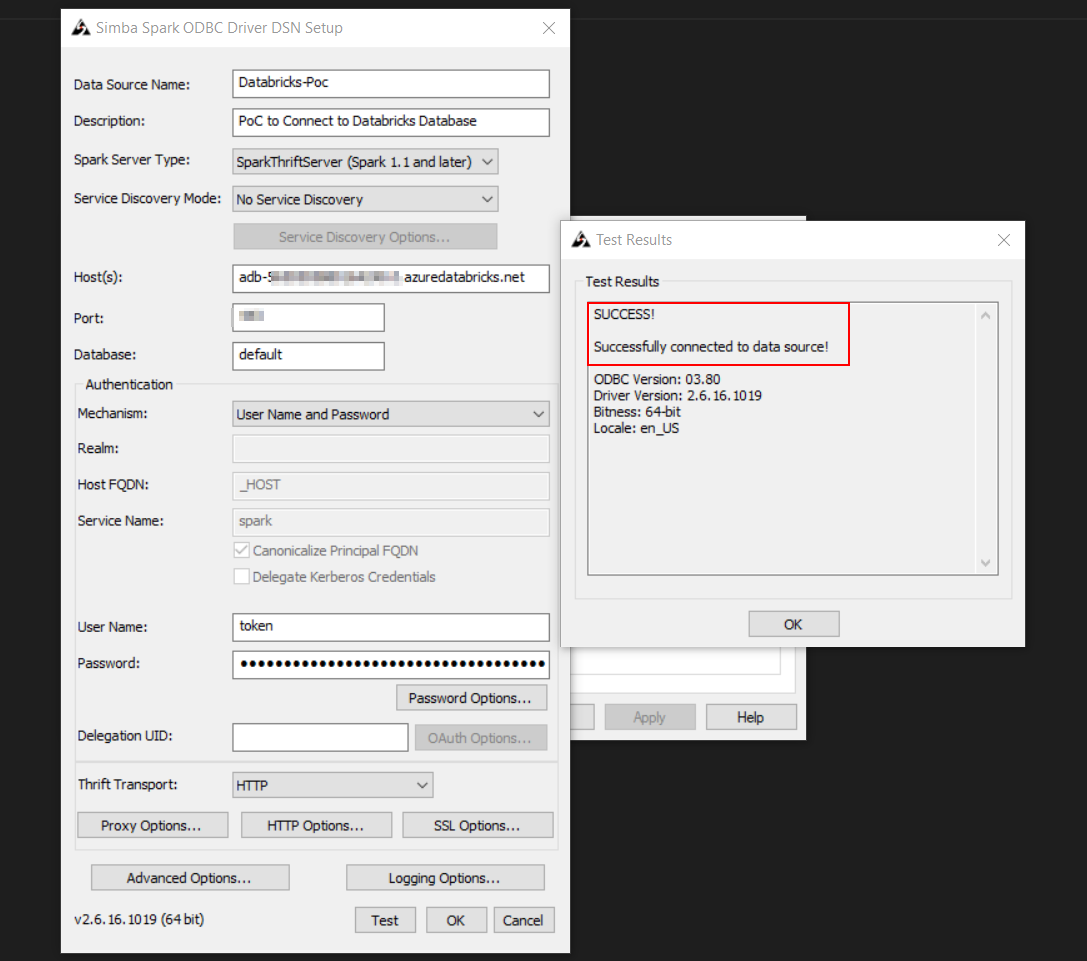 Simba Spark ODBC Driver DSN Setup
Data Source Name: Databricks-Poc
Description: PoC to Connect to Databricks Database
Spark Server Type: SparkThriftServer (Spark 1.1 and later)
Service Discovery Mode: No Service Discovery
Service Discovery Options...
Host(s): adb-5 .azuredatabricks.net
Port:
Database: default
Authentication
Mechanism: User Name and Password
Realm:
Host FQDN: _HOST
Service Name: spark
Canonicalize Principal FQDN
Delegate Kerberos Credentials
User Name: token
Password: ●●●●●●●●●●●●●●●●●●●●●●●●●●●●●●●●●●●
Password Options...
Delegation UID: OAuth Options...
Thrift Transport: HTTP
Proxy Options... HTTP Options... SSL Options...
Advanced Options... Logging Options...
v2.6.16.1019 (64 bit) Test OK Cancel
Test Results
Test Results
SUCCESS!
Successfully connected to data source!
ODBC Version: 03.80
Driver Version: 2.6.16.1019
Bitness: 64-bit
Locale: en_US
OK
Apply Help